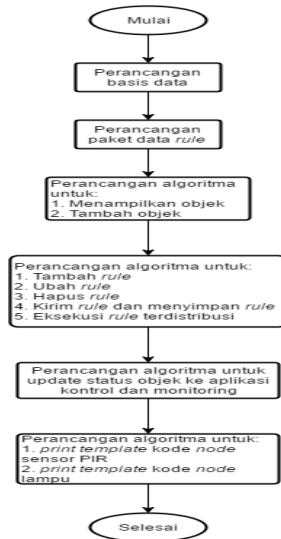 Mulai
Perancangan
basis data
Perancangan
paket data rule
Perancangan algoritma
untuk:
1. Menampilkan objek
2. Tambah objek
Perancangan algoritma untuk:
1. Tambah rule
2. Ubah rule
3. Hapus rule
4. Kirim rule dan menyimpan rule
5. Eksekusi rule terdistribusi
Perancangan algoritma untuk
update status objek ke aplikasi
kontrol dan monitoring
Perancangan algoritma untuk:
1. print template kode node
sensor PIR
2. print template kode node
lampu
Selesai